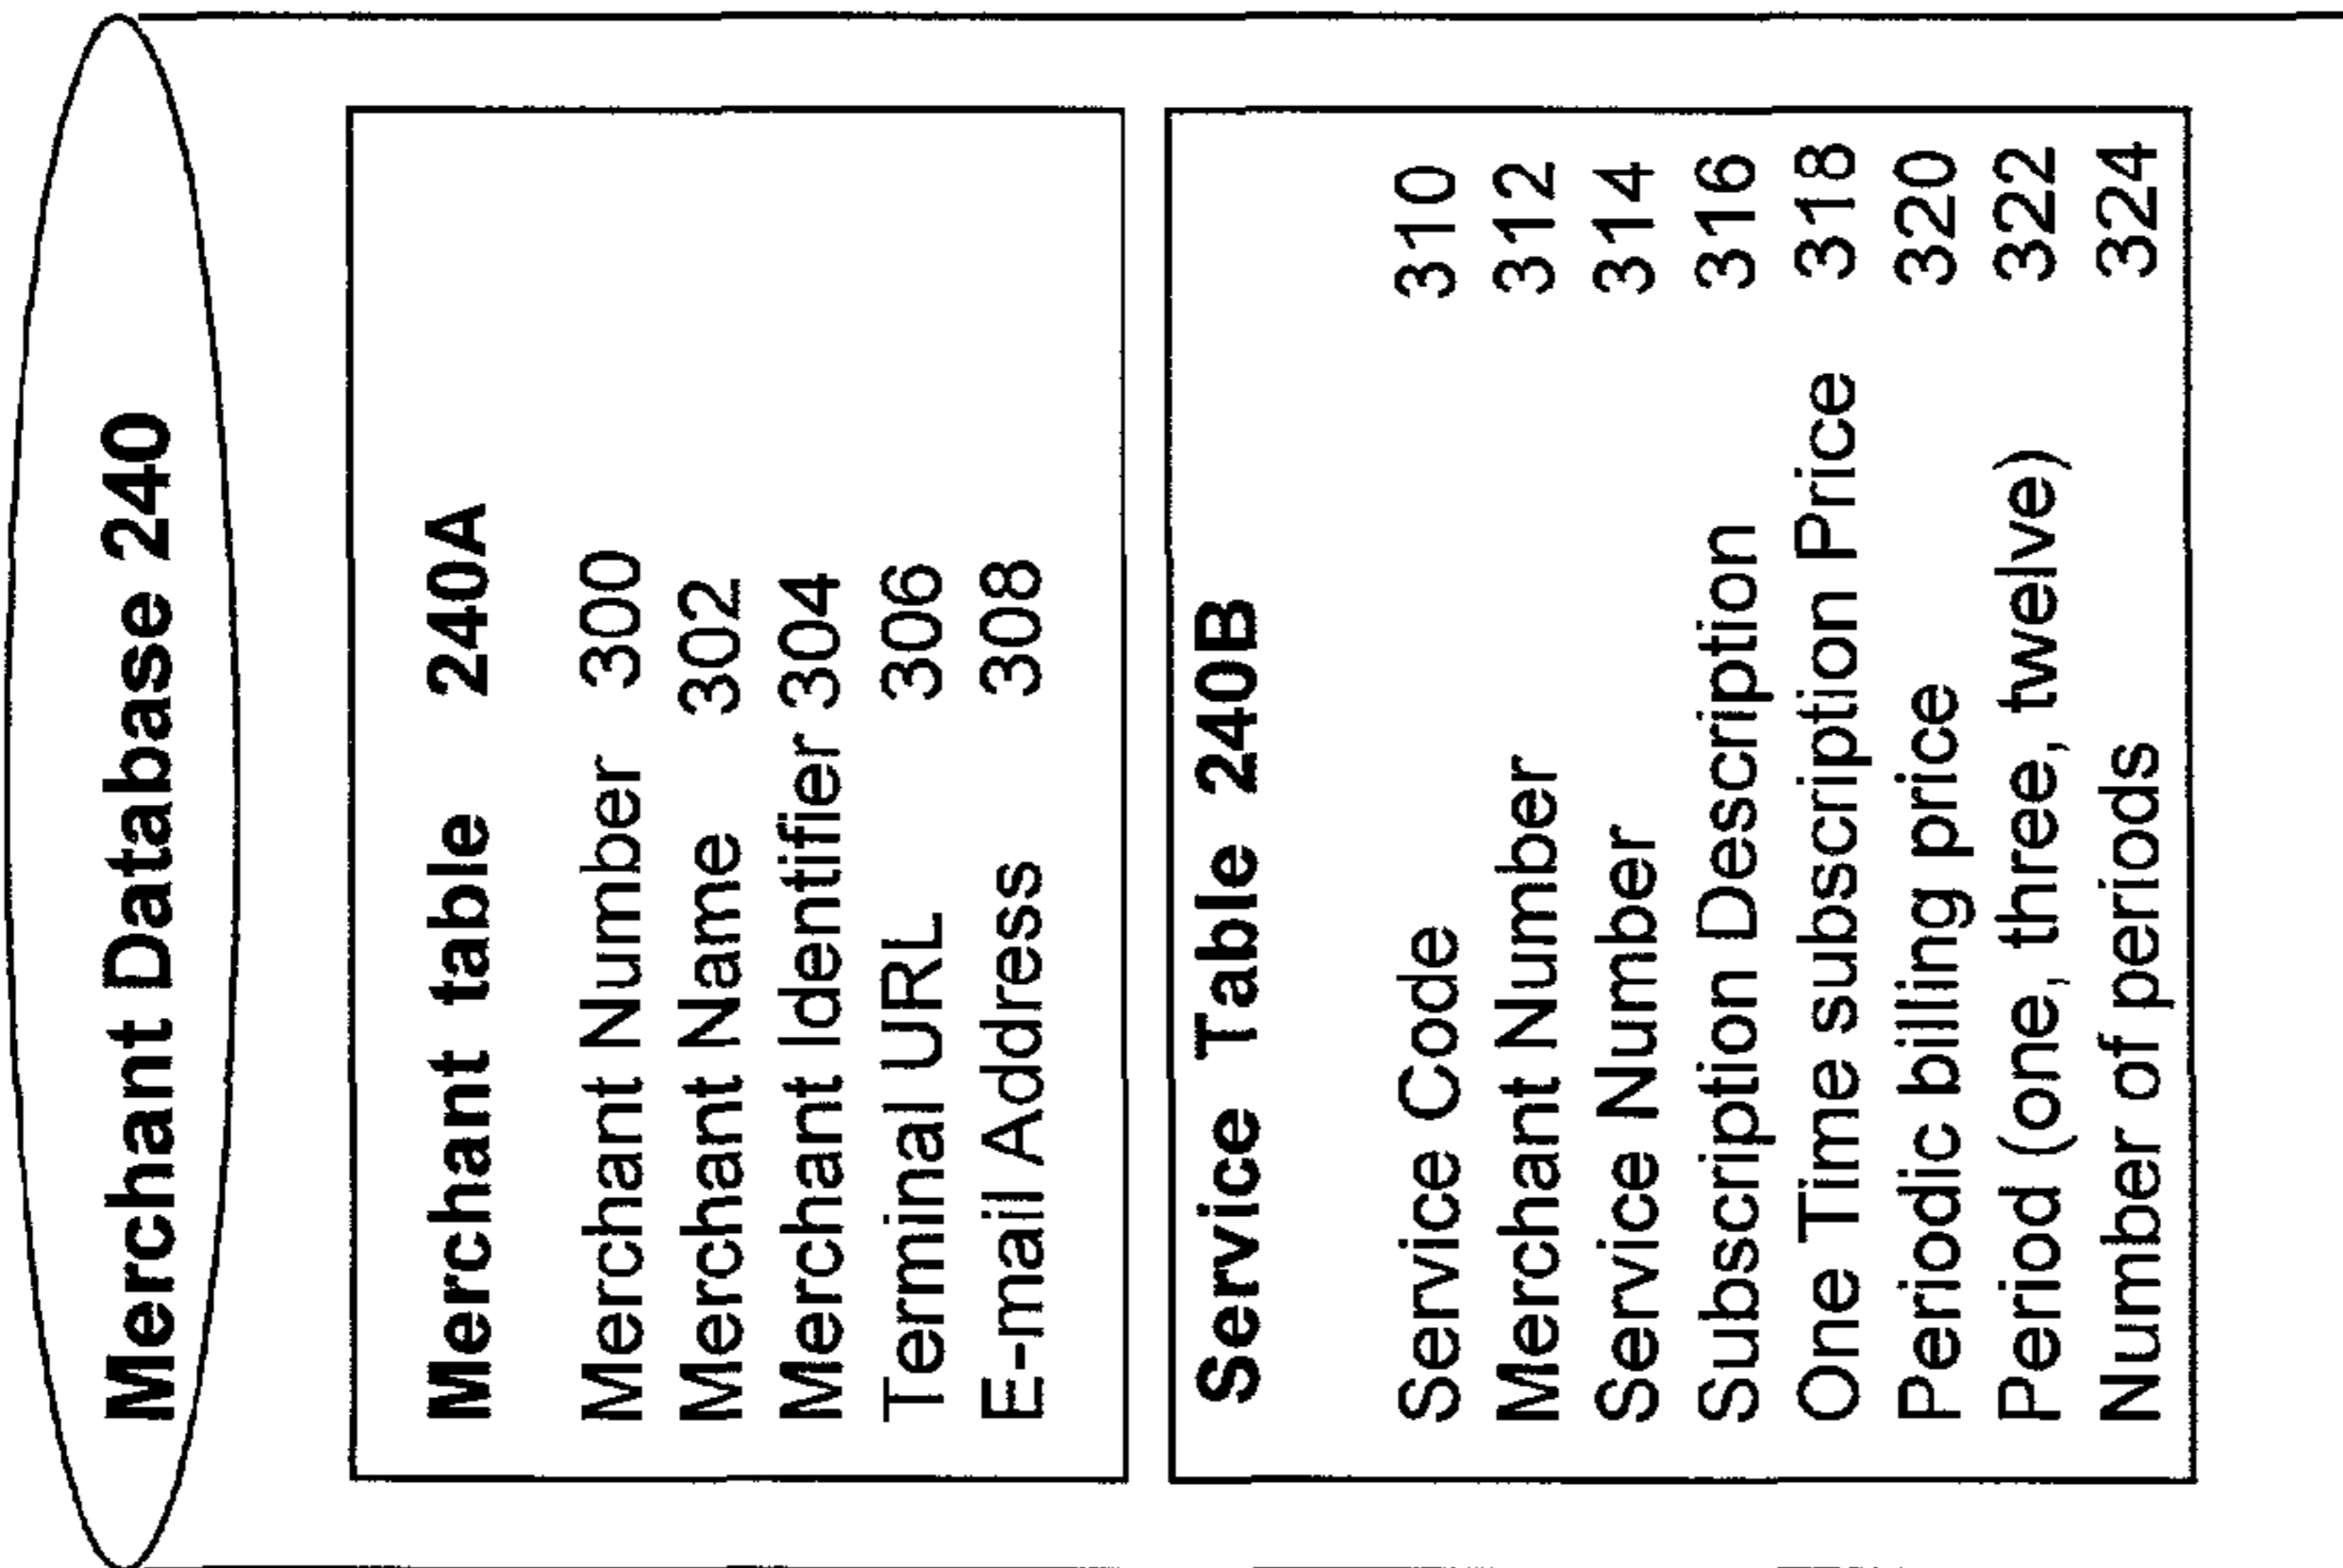 Merchant Database 240
Merchant table 240A
Merchant Number 300
Merchant Name 302
Merchant Identifier 304
Terminal URL 306
E-mail Address 308
Service Table 240B
Service Code 310
Merchant Number 312
Service Number 314
Subscription Description 316
One Time subscription Price 318
Periodic billing price 320
Period (one, three, twelve) 322
Number of periods 324